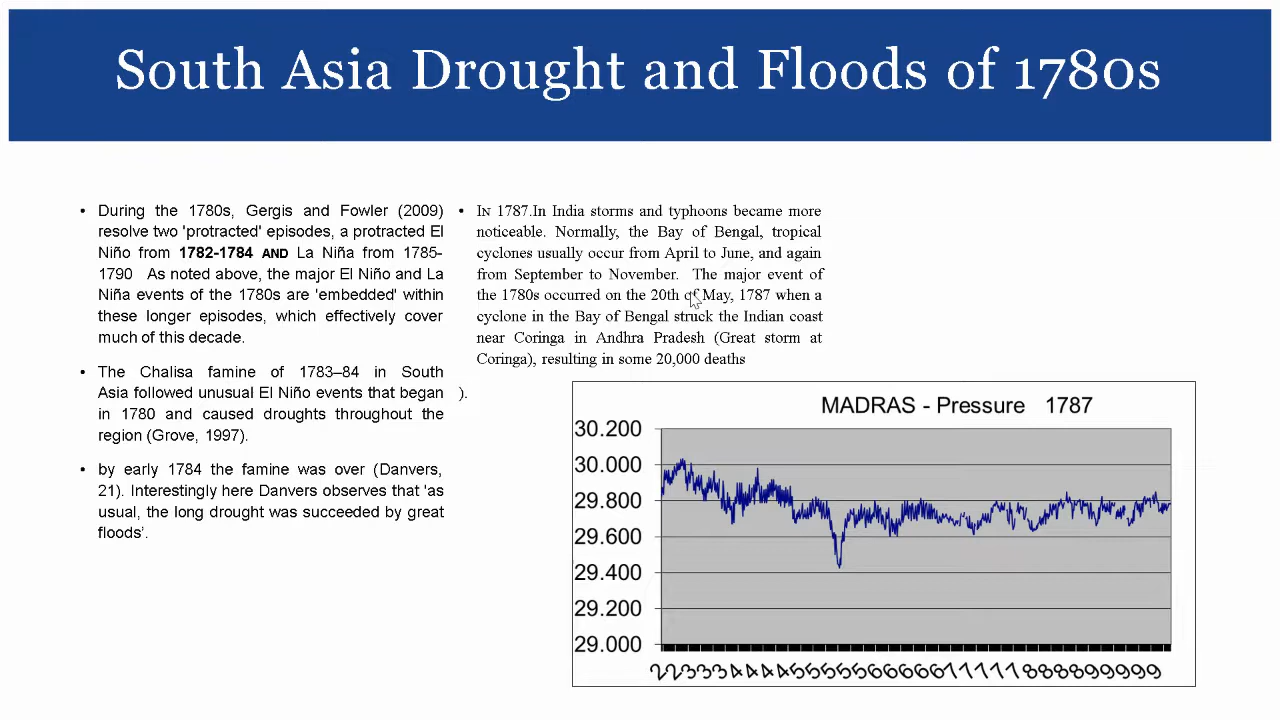 South Asia Drought and Floods of 1780s
• During the 1780s, Gergis and Fowler (2009)
resolve two 'protracted' episodes, a protracted El
Niño from 1782-1784 AND La Niña from 1785-
1790 As noted above, the major El Niño and La
Niña events of the 1780s are 'embedded' within
these longer episodes, which effectively cover
much of this decade.
• The Chalisa famine of 1783–84 in South
Asia followed unusual El Niño events that began
in 1780 and caused droughts throughout the
region (Grove, 1997).
• by early 1784 the famine was over (Danvers,
21). Interestingly here Danvers observes that 'as
usual, the long drought was succeeded by great
floods’.
• IN 1787.In India storms and typhoons became more
noticeable. Normally, the Bay of Bengal, tropical
cyclones usually occur from April to June, and again
from September to November. The major event of
the 1780s occurred on the 20th of May, 1787 when a
cyclone in the Bay of Bengal struck the Indian coast
near Coringa in Andhra Pradesh (Great storm at
Coringa), resulting in some 20,000 deaths
).
MADRAS - Pressure 1787
30.200
30.000
29.800
29.600
29.400
29.200
29.000